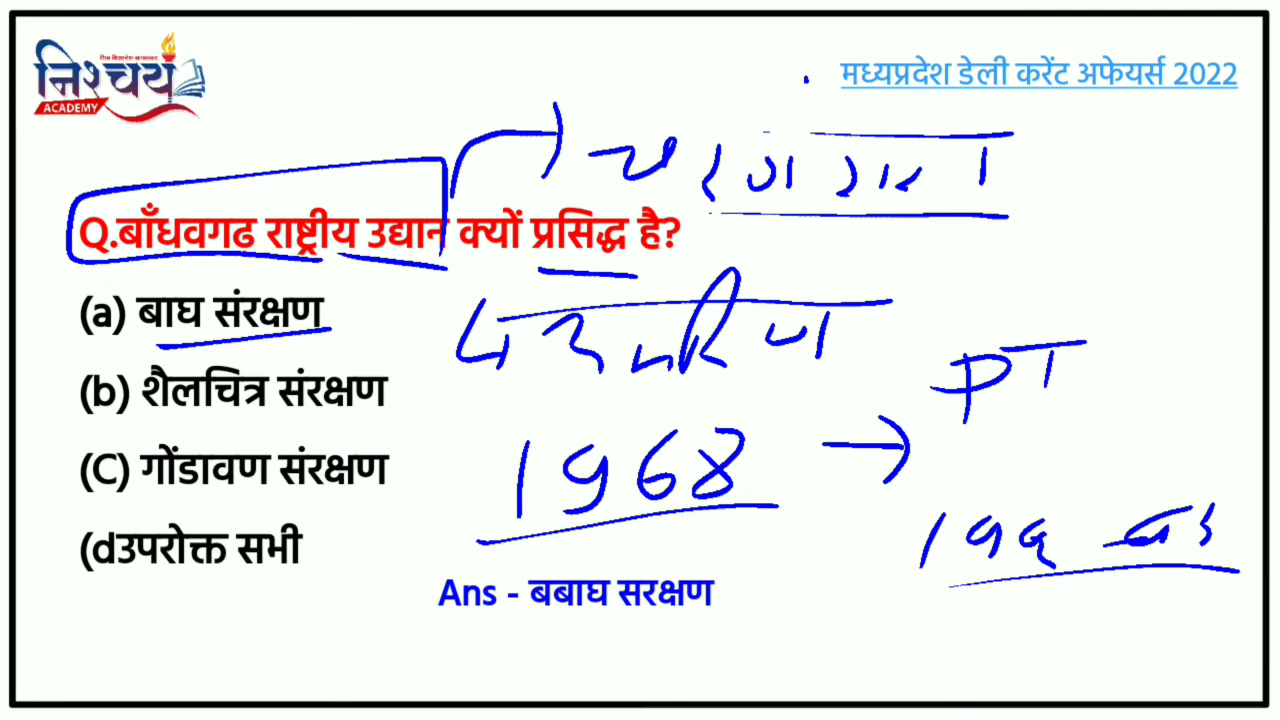 निश्चय
ACADEMY
मध्यप्रदेश डेली करेंट अफेयर्स 2022
Q.बाँधवगढ राष्ट्रीय उद्यान क्यों प्रसिद्ध है?
(a) बाघ संरक्षण
(b) शैलचित्र संरक्षण
1968
(C) गोंडावण संरक्षण
(dउपरोक्त सभी
Ans - बबाघ सरक्षण